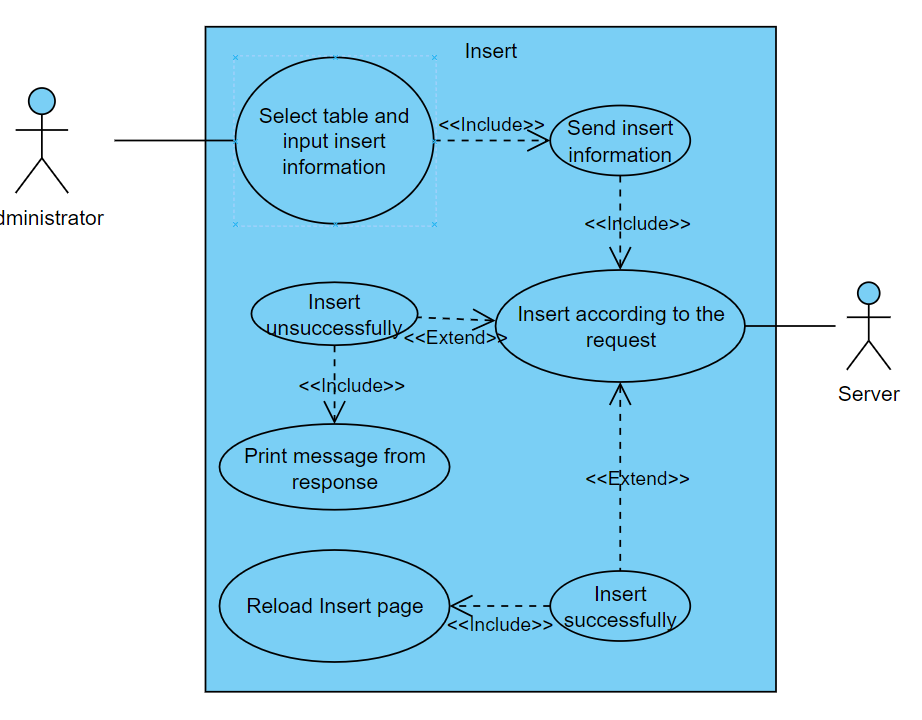 Insert
Select table and
input insert
information
<<Include>>
Send insert
information
dministrator
<<Include>>
Insert
unsuccessfully
<<Extend>>
Insert according to the
request
Server
<<Include>>
Print message from
response
<<Extend>>
Reload Insert page
<<Include>>
Insert
successfully